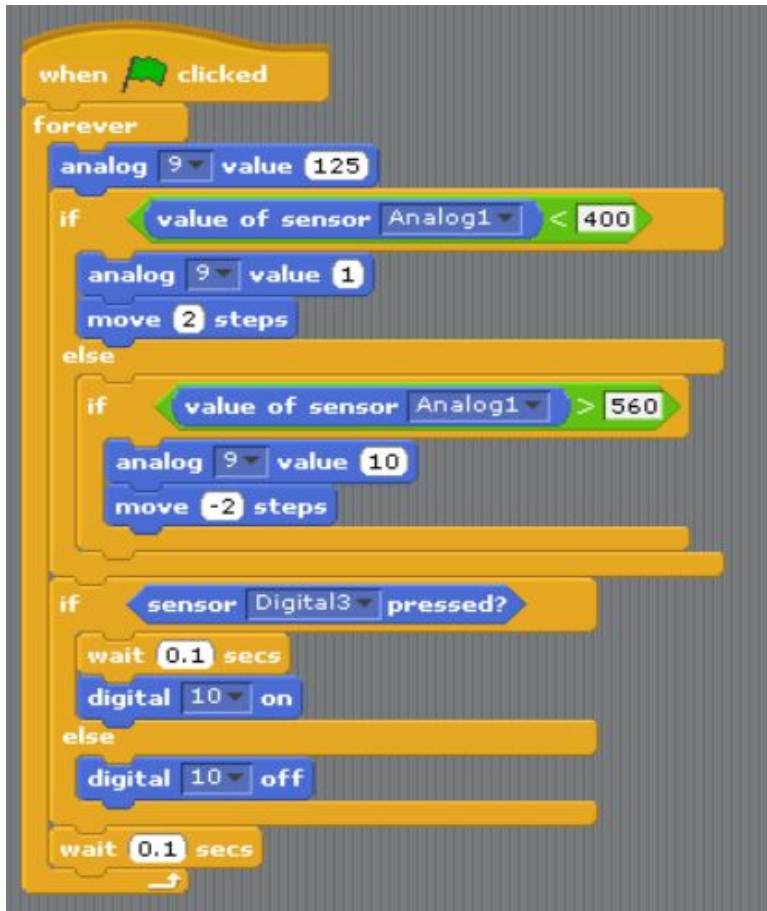 when clicked
forever
analog 9 value 125
if value of sensor Analog1 < 400
analog 9 value 1
move 2 steps
else
if value of sensor Analog1 > 560
analog 9 value 10
move -2 steps
if sensor Digital3 pressed?
wait 0.1 secs
digital 10 on
else
digital 10 off
wait 0.1 secs